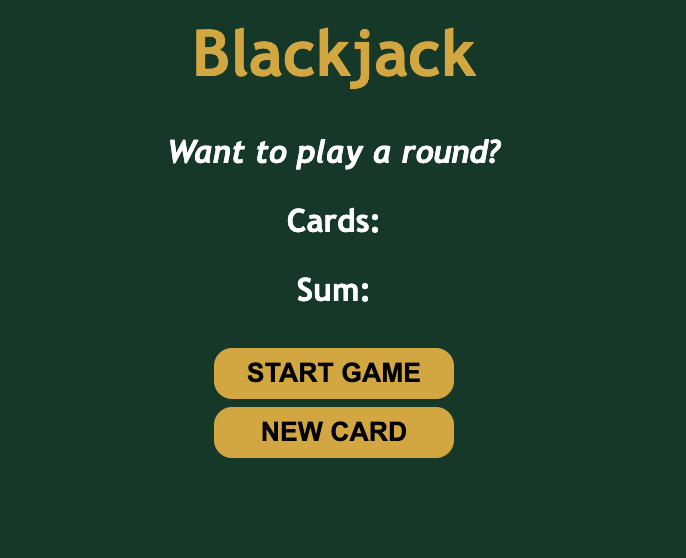 Blackjack
Want to play a round?
Cards:
Sum:
START GAME
NEW CARD